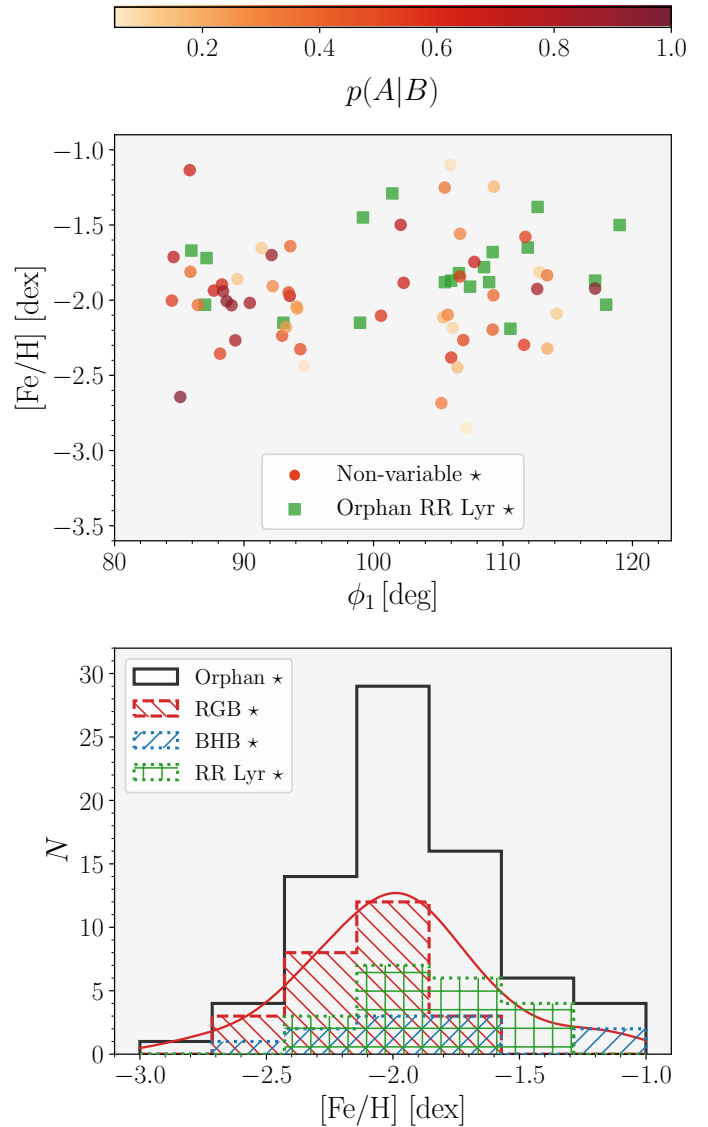 0.2 0.4 0.6 0.8 1.0
p(A|B)
−1.0
−1.5
−2.0
−2.5
−3.0
−3.5
[Fe/H] [dex]
Non-variable ⋆
Orphan RR Lyr ⋆
80 90 100 110 120
ϕ₁ [deg]
30
25
20
15
10
5
0
N
Orphan ⋆
RGB ⋆
BHB ⋆
RR Lyr ⋆
−3.0 −2.5 −2.0 −1.5 −1.0
[Fe/H] [dex]